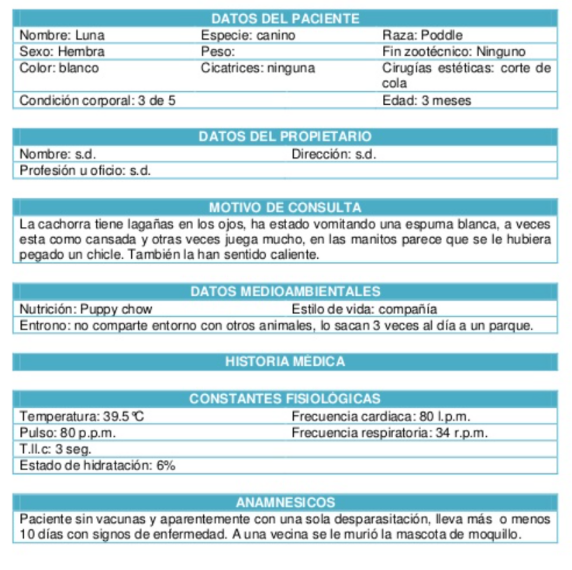 DATOS DEL PACIENTE
Nombre: Luna Especie: canino Raza: Poddle
Sexo: Hembra Peso: Fin zootécnico: Ninguno
Color: blanco Cicatrices: ninguna Cirugías estéticas: corte de
cola
Condición corporal: 3 de 5 Edad: 3 meses
DATOS DEL PROPIETARIO
Nombre: s.d. Dirección: s.d.
Profesión u oficio: s.d.
MOTIVO DE CONSULTA
La cachorra tiene lagañas en los ojos, ha estado vomitando una espuma blanca, a veces
esta como cansada y otras veces juega mucho, en las manitos parece que se le hubiera
pegado un chicle. También la han sentido caliente.
DATOS MEDIOAMBIENTALES
Nutrición: Puppy chow Estilo de vida: compañía
Entrono: no comparte entorno con otros animales, lo sacan 3 veces al día a un parque.
HISTORIA MÉDICA
CONSTANTES FISIOLÓGICAS
Temperatura: 39.5°C Frecuencia cardiaca: 80 l.p.m.
Pulso: 80 p.p.m. Frecuencia respiratoria: 34 r.p.m.
T.ll.c: 3 seg.
Estado de hidratación: 6%
ANAMNESICOS
Paciente sin vacunas y aparentemente con una sola desparasitación, lleva más o menos
10 días con signos de enfermedad. A una vecina se le murió la mascota de moquillo.